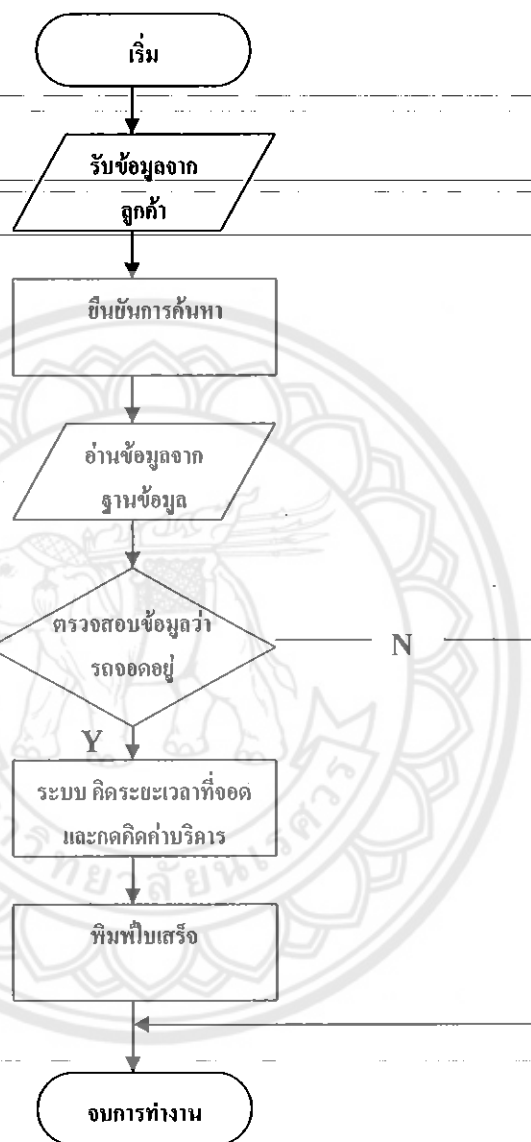 เริ่ม
รับข้อมูลจาก
ลูกค้า
ยืนยันการค้นหา
อ่านข้อมูลจาก
ฐานข้อมูล
ตรวจสอบข้อมูลว่า
รถจอดอยู่
N
Y
ระบบ คิดระยะเวลาที่จอด
และกดคิดค่าบริการ
พิมพ์ใบเสร็จ
จบการทำงาน